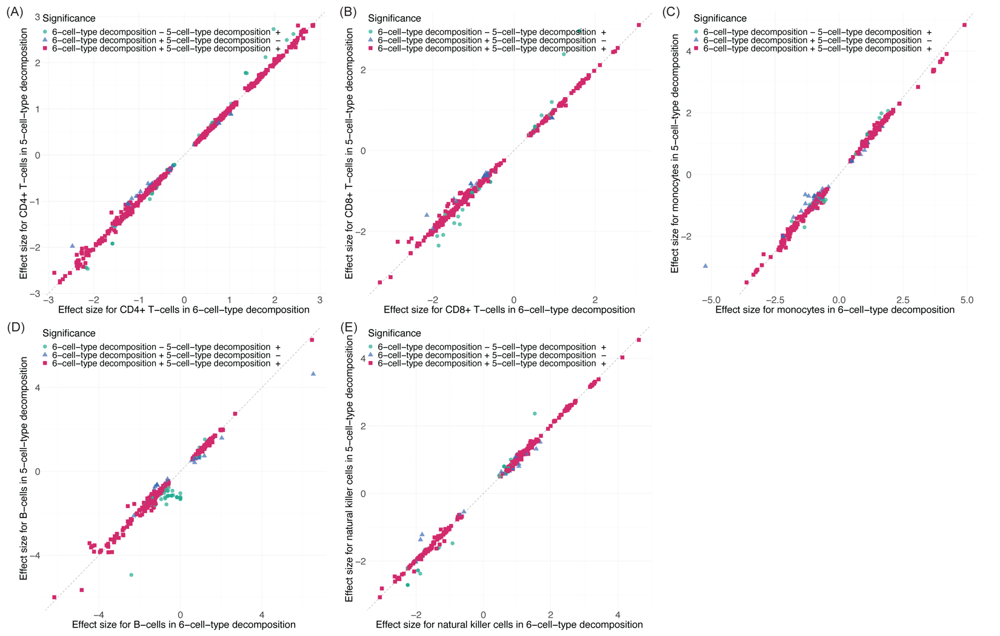 (A)
Significance
6-cell-type decomposition - 5-cell-type decomposition +
6-cell-type decomposition + 5-cell-type decomposition -
6-cell-type decomposition + 5-cell-type decomposition +
Effect size for CD4+ T-cells in 5-cell-type decomposition
3
2
1
0
-1
-2
-3
-3 -2 -1 0 1 2 3
Effect size for CD4+ T-cells in 6-cell-type decomposition
(B)
Significance
6-cell-type decomposition - 5-cell-type decomposition +
6-cell-type decomposition + 5-cell-type decomposition -
6-cell-type decomposition + 5-cell-type decomposition +
Effect size for CD8+ T-cells in 5-cell-type decomposition
2
0
-2
-2 0 2
Effect size for CD8+ T-cells in 6-cell-type decomposition
(C)
Significance
6-cell-type decomposition - 5-cell-type decomposition +
6-cell-type decomposition + 5-cell-type decomposition -
6-cell-type decomposition + 5-cell-type decomposition +
Effect size for monocytes in 5-cell-type decomposition
4
2
0
-2
-5.0 -2.5 0.0 2.5 5.0
Effect size for monocytes in 6-cell-type decomposition
(D)
Significance
6-cell-type decomposition - 5-cell-type decomposition +
6-cell-type decomposition + 5-cell-type decomposition -
6-cell-type decomposition + 5-cell-type decomposition +
Effect size for B-cells in 5-cell-type decomposition
4
0
-4
-4 0 4
Effect size for B-cells in 6-cell-type decomposition
(E)
Significance
6-cell-type decomposition - 5-cell-type decomposition +
6-cell-type decomposition + 5-cell-type decomposition -
6-cell-type decomposition + 5-cell-type decomposition +
Effect size for natural killer cells in 5-cell-type decomposition
4
2
0
-2
-2 0 2 4
Effect size for natural killer cells in 6-cell-type decomposition